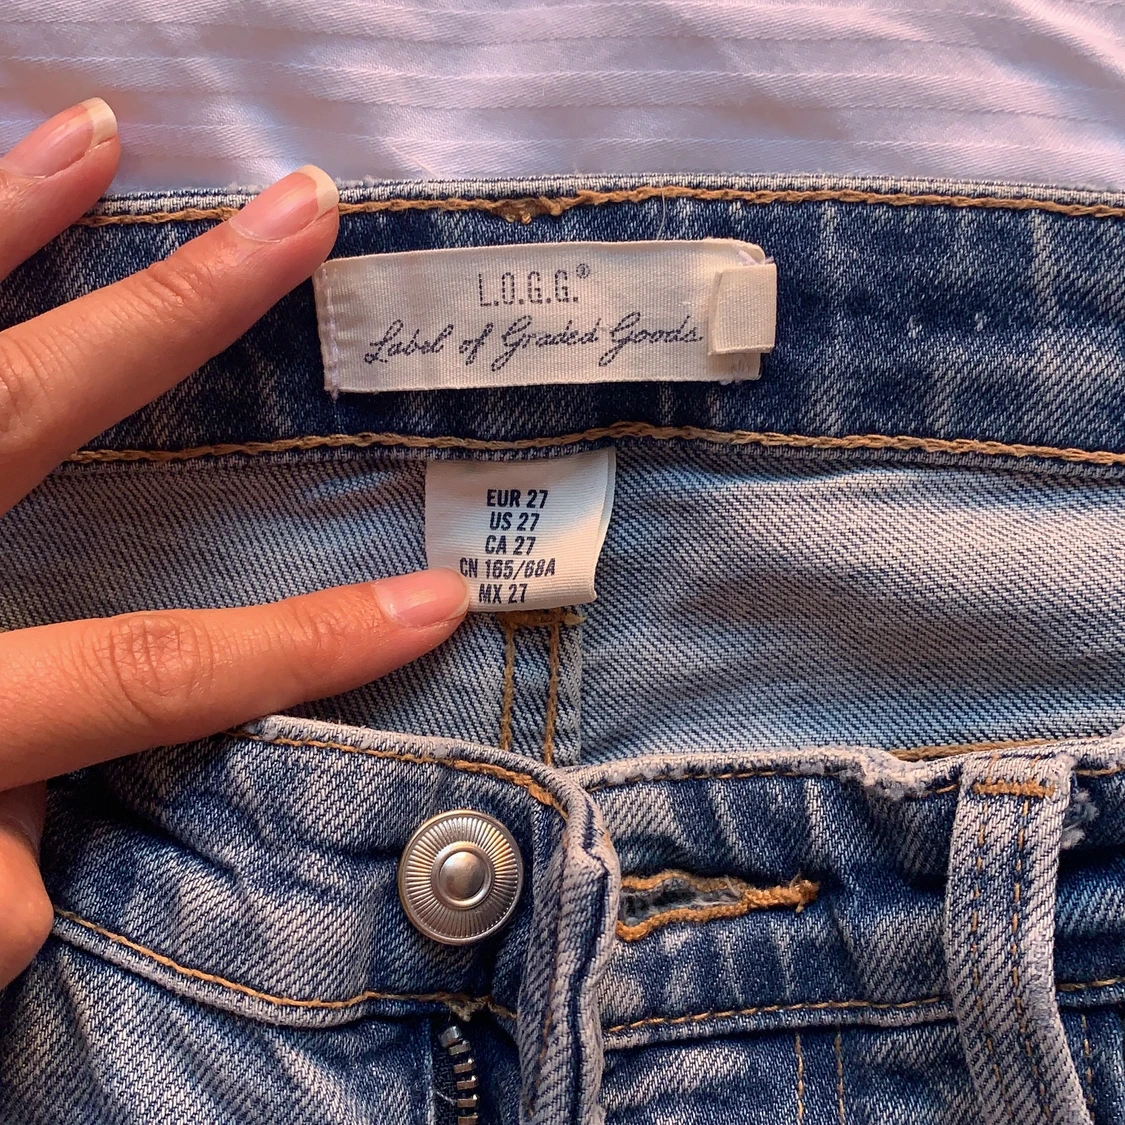 L.O.G.G.®
Label of Graded Goods
EUR 27
US 27
CA 27
CN 165/68A
MX 27